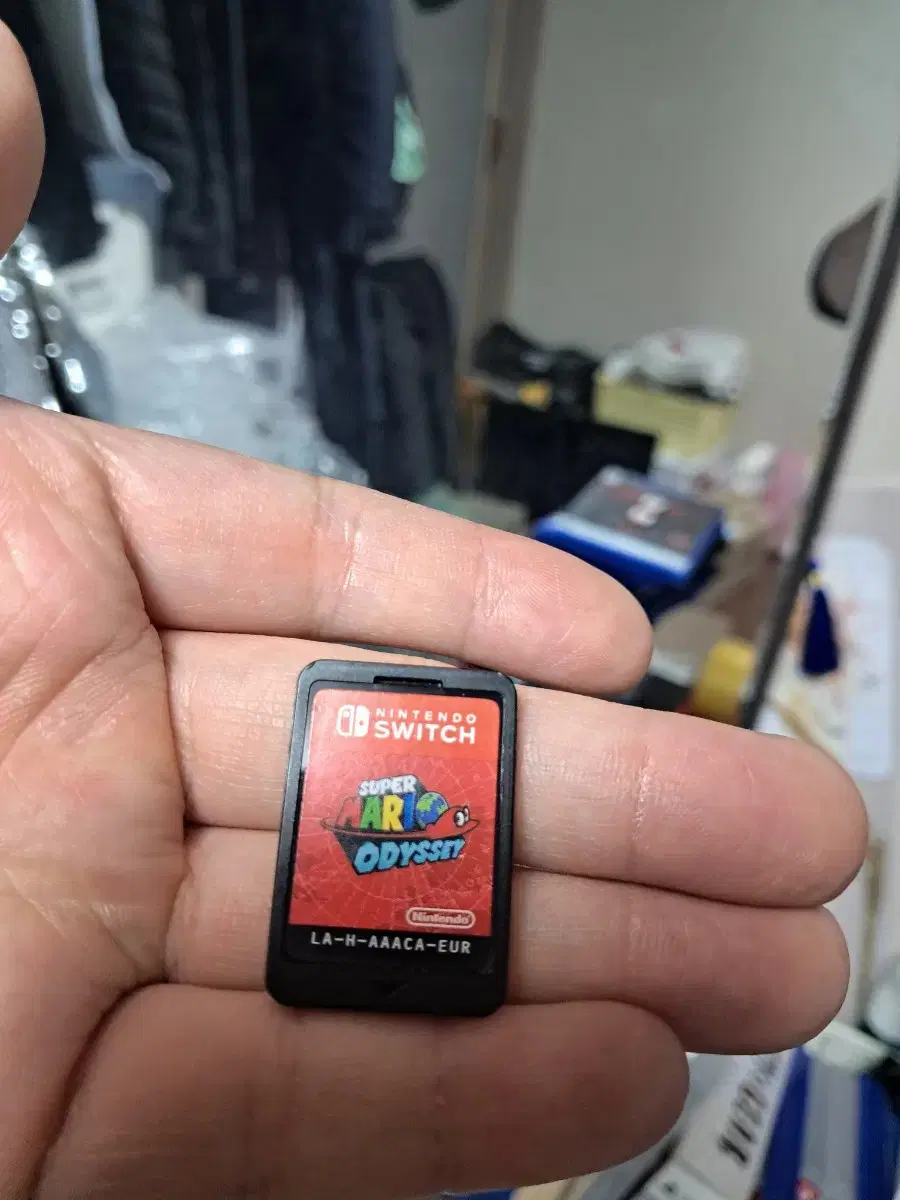 NINTENDO
SWITCH
SUPER
MARIO
ODYSSEY
Nintendo
LA-H-AAACA-EUR